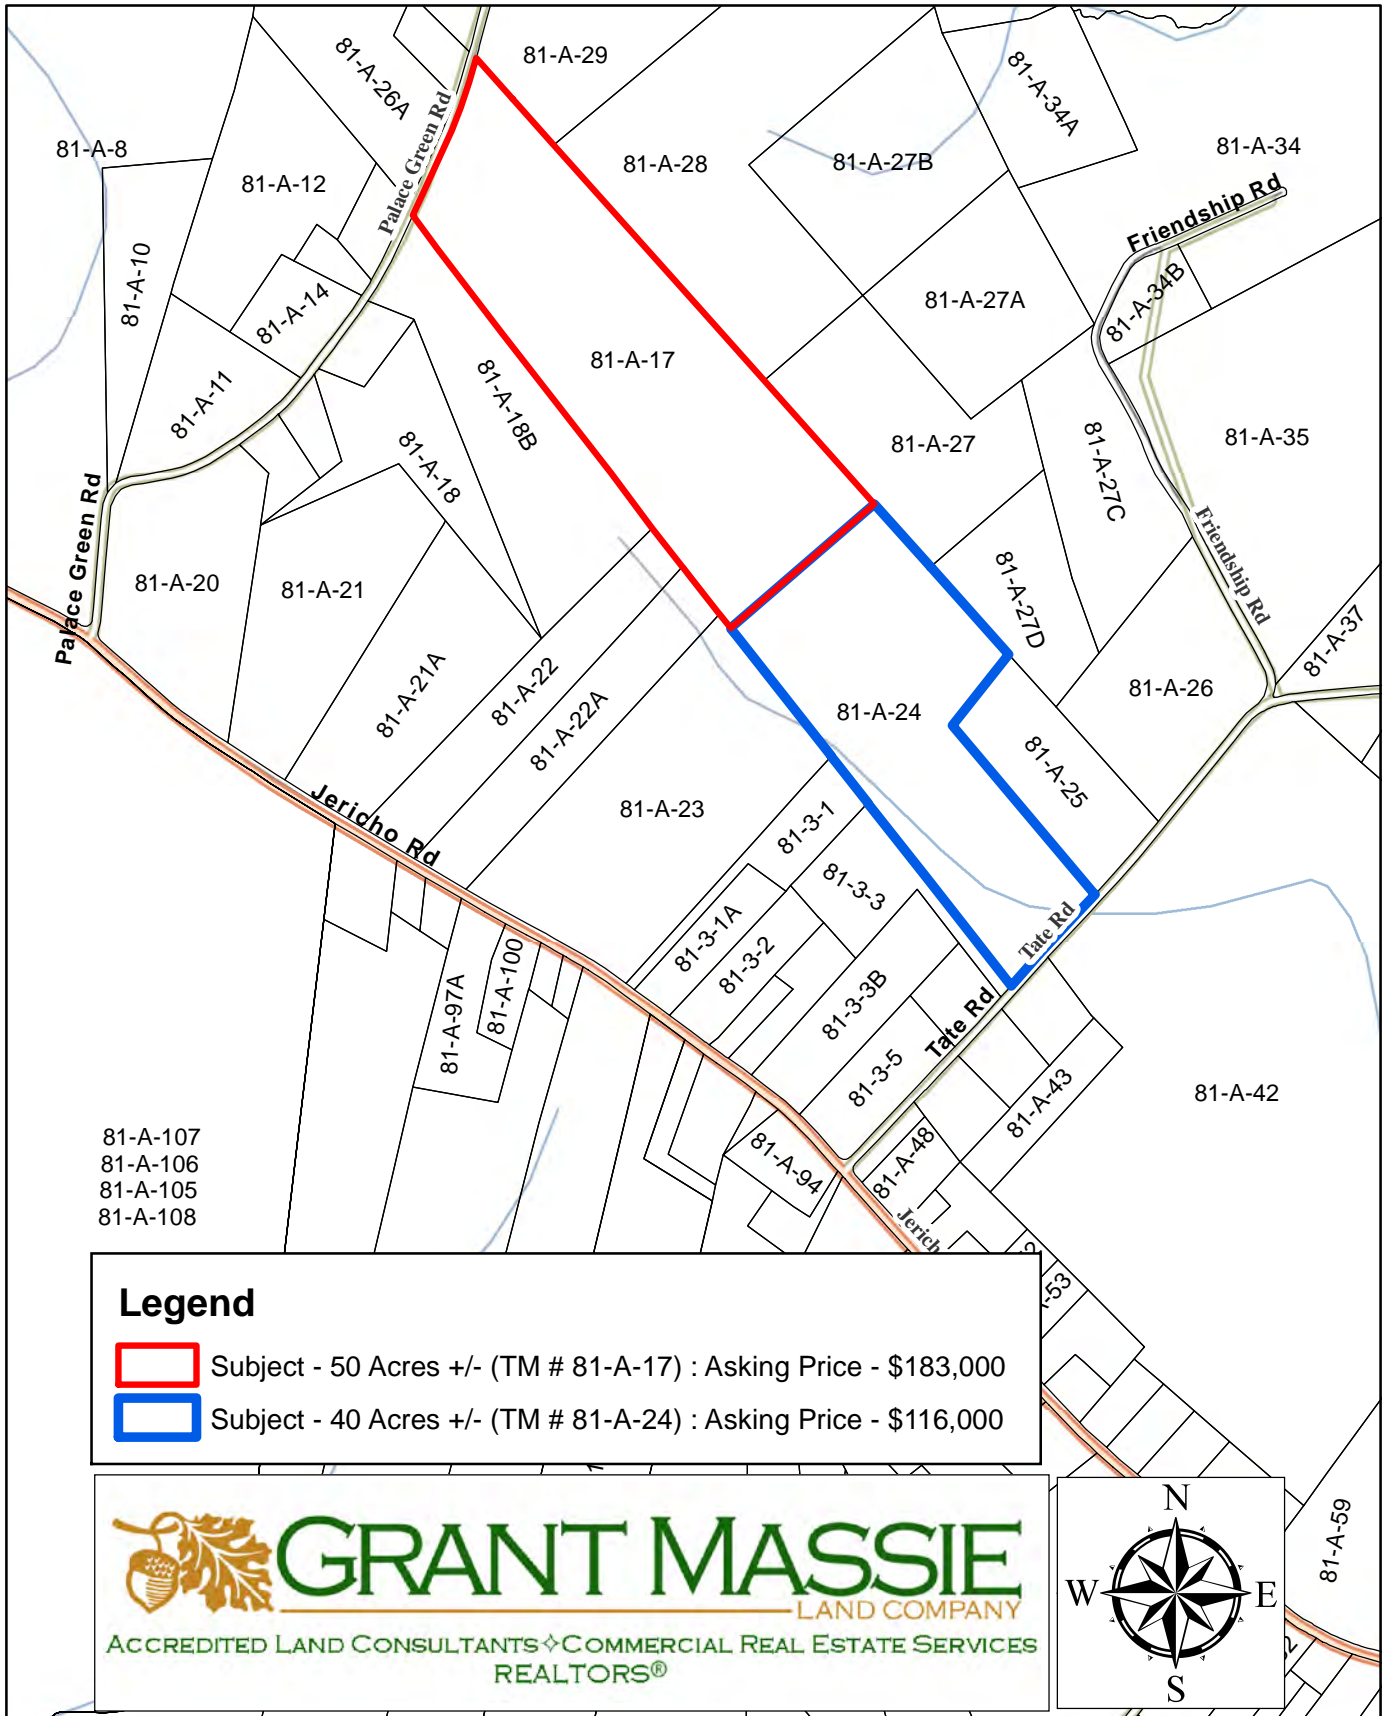 81-A-29
81-A-26A
Palace Green Rd
81-A-8
81-A-12
81-A-28
81-A-27B
81-A-34A
81-A-34
Friendship Rd
81-A-10
81-A-14
81-A-27A
81-A-34B
81-A-17
81-A-11
81-A-18B
81-A-18
81-A-27
81-A-27C
81-A-35
Palace Green Rd
Friendship Rd
81-A-20
81-A-21
81-A-27D
81-A-37
81-A-21A
81-A-22
81-A-22A
81-A-24
81-A-26
81-A-25
Jericho Rd
81-A-23
81-3-1
81-3-3
81-3-1A
81-3-2
Tate Rd
81-A-97A
81-A-100
81-3-3B
Tate Rd
81-3-5
81-A-43
81-A-42
81-A-107
81-A-106
81-A-105
81-A-108
81-A-94
81-A-48
Jerich
-53
Legend
Subject - 50 Acres +/- (TM # 81-A-17) : Asking Price - $183,000
Subject - 40 Acres +/- (TM # 81-A-24) : Asking Price - $116,000
GRANT MASSIE
LAND COMPANY
ACCREDITED LAND CONSULTANTS✧COMMERCIAL REAL ESTATE SERVICES
REALTORS®
N
W
E
S
81-A-59